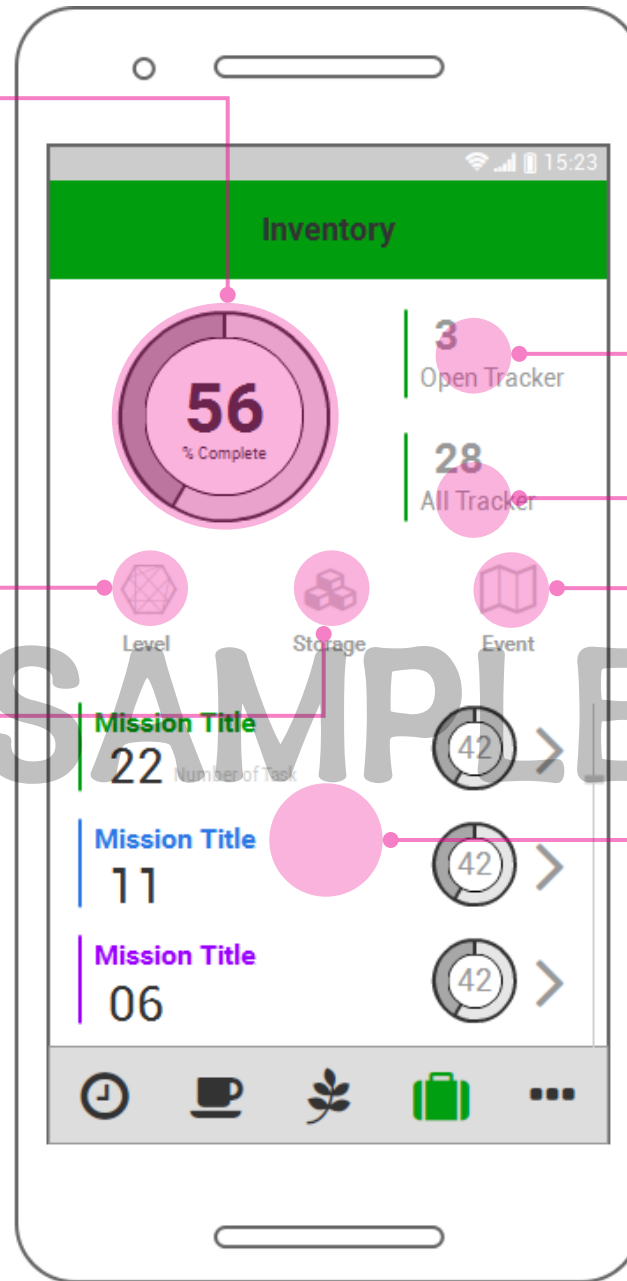 15:23
Inventory
3
Open Tracker
56
% Complete
28
All Tracker
Level
Storage
Event
SAMPLE
Mission Title
22 Number of Task
42
Mission Title
11
42
Mission Title
06
42